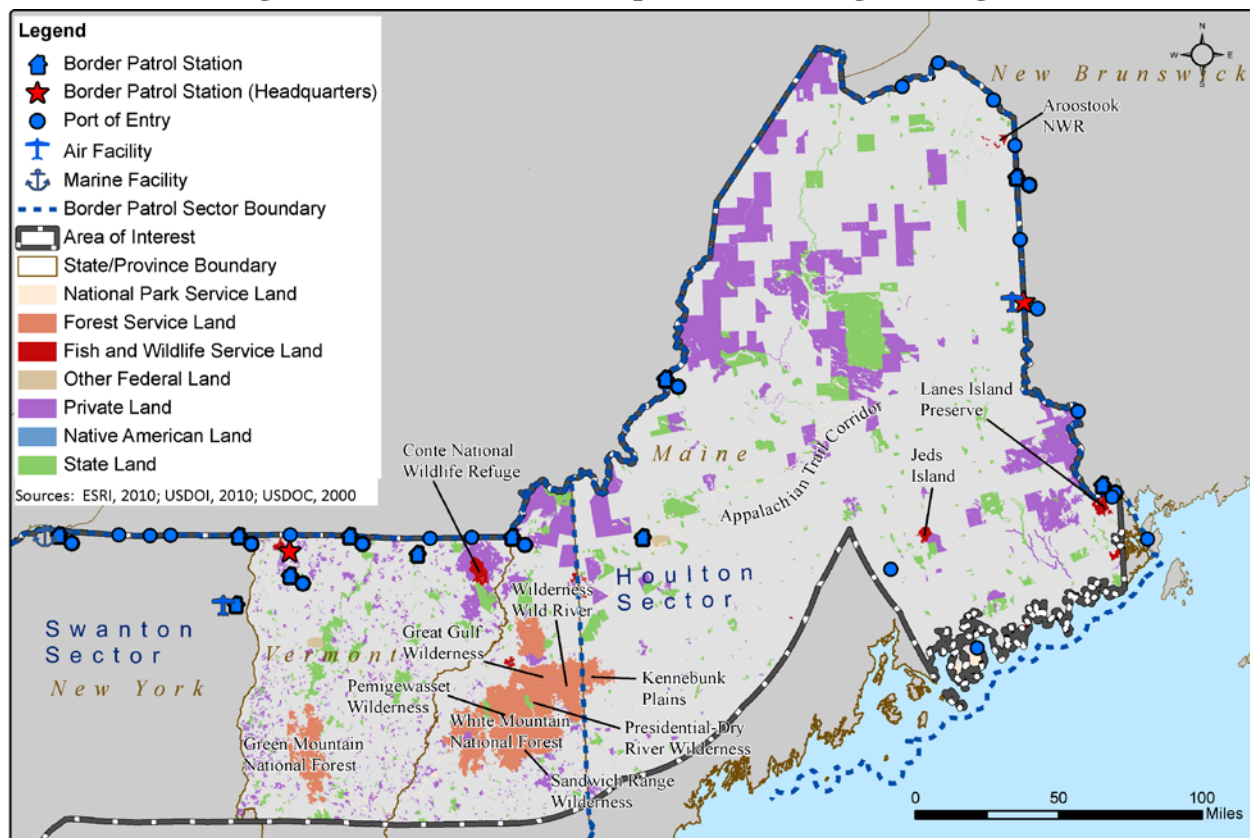 Legend
Border Patrol Station
Border Patrol Station (Headquarters)
Port of Entry
Air Facility
Marine Facility
Border Patrol Sector Boundary
Area of Interest
State/Province Boundary
National Park Service Land
Forest Service Land
Fish and Wildlife Service Land
Other Federal Land
Private Land
Native American Land
State Land
Sources: ESRI, 2010; USDOI, 2010; USDOC, 2000
N
W
E
S
New Brunswick
Aroostook
NWR
Lanes Island
Preserve
Jeds
Island
Maine
Appalachian Trail Corridor
Conte National
Wildlife Refuge
Houlton
Sector
Wilderness
Wild River
Great Gulf
Wilderness
Swanton
Sector
Vermont
New York
Pemigewasset
Wilderness
Kennebunk
Plains
White Mountain
National Forest
Presidential-Dry
River Wilderness
Green Mountain
National Forest
Sandwich Range
Wilderness
0 50 100
Miles